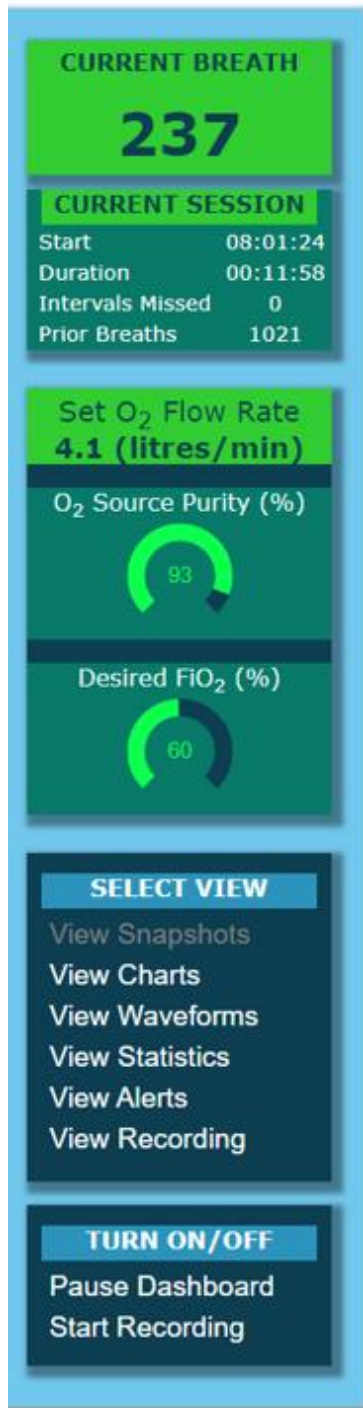 CURRENT BREATH
237
CURRENT SESSION
Start 08:01:24
Duration 00:11:58
Intervals Missed 0
Prior Breaths 1021
Set O₂ Flow Rate
4.1 (litres/min)
O₂ Source Purity (%)
93
Desired FiO₂ (%)
60
SELECT VIEW
View Snapshots
View Charts
View Waveforms
View Statistics
View Alerts
View Recording
TURN ON/OFF
Pause Dashboard
Start Recording